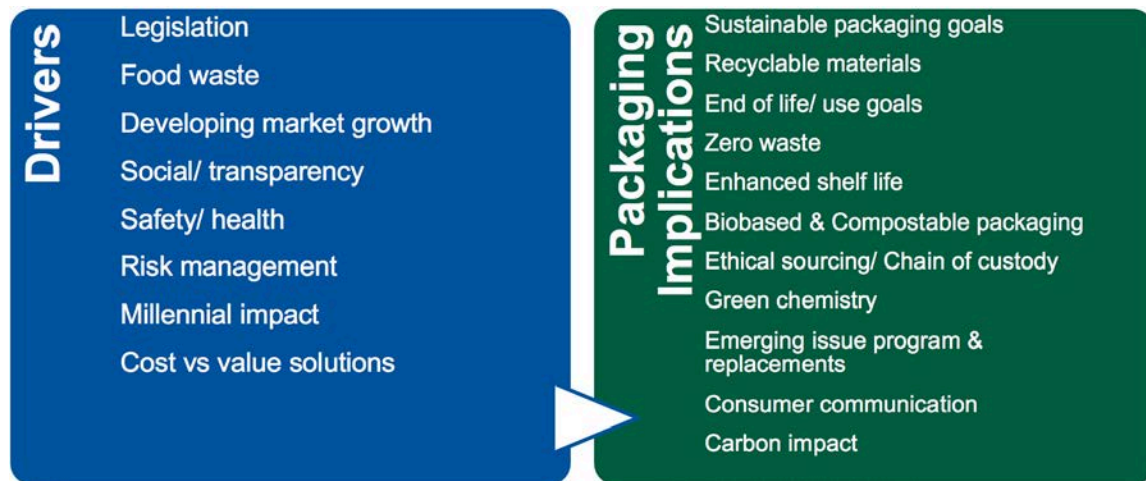 Drivers
Legislation
Food waste
Developing market growth
Social/ transparency
Safety/ health
Risk management
Millennial impact
Cost vs value solutions
Packaging
Implications
Sustainable packaging goals
Recyclable materials
End of life/ use goals
Zero waste
Enhanced shelf life
Biobased & Compostable packaging
Ethical sourcing/ Chain of custody
Green chemistry
Emerging issue program &
replacements
Consumer communication
Carbon impact